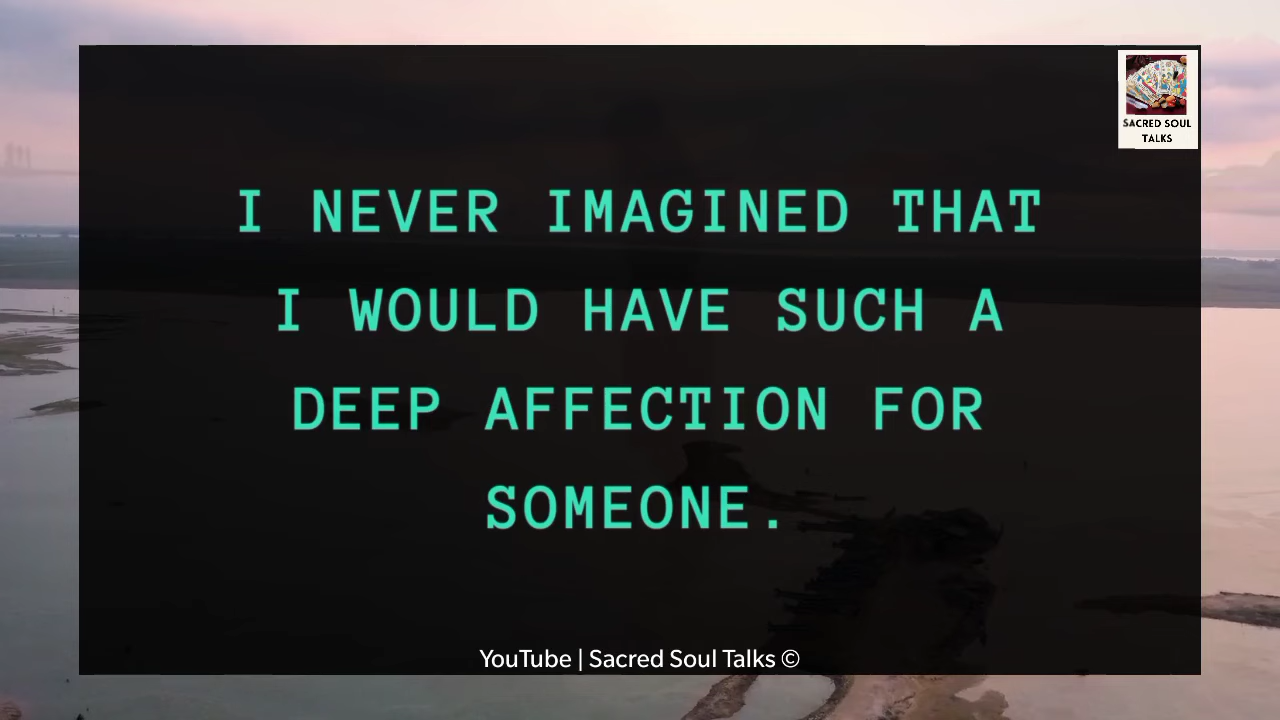 SACRED SOUL
TALKS
I NEVER IMAGINED THAT
I WOULD HAVE SUCH A
DEEP AFFECTION FOR
SOMEONE.
YouTube | Sacred Soul Talks ©